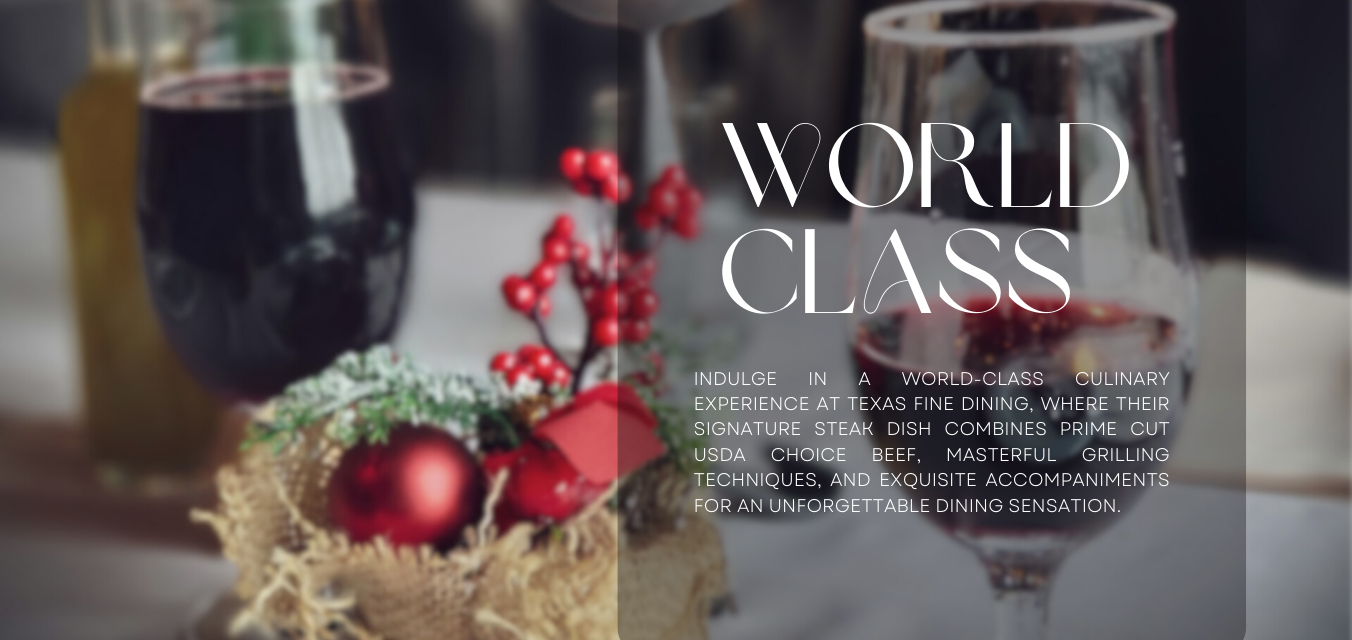 WORLD
CLASS
INDULGE IN A WORLD-CLASS CULINARY
EXPERIENCE AT TEXAS FINE DINING, WHERE THEIR
SIGNATURE STEAK DISH COMBINES PRIME CUT
USDA CHOICE BEEF, MASTERFUL GRILLING
TECHNIQUES, AND EXQUISITE ACCOMPANIMENTS
FOR AN UNFORGETTABLE DINING SENSATION.